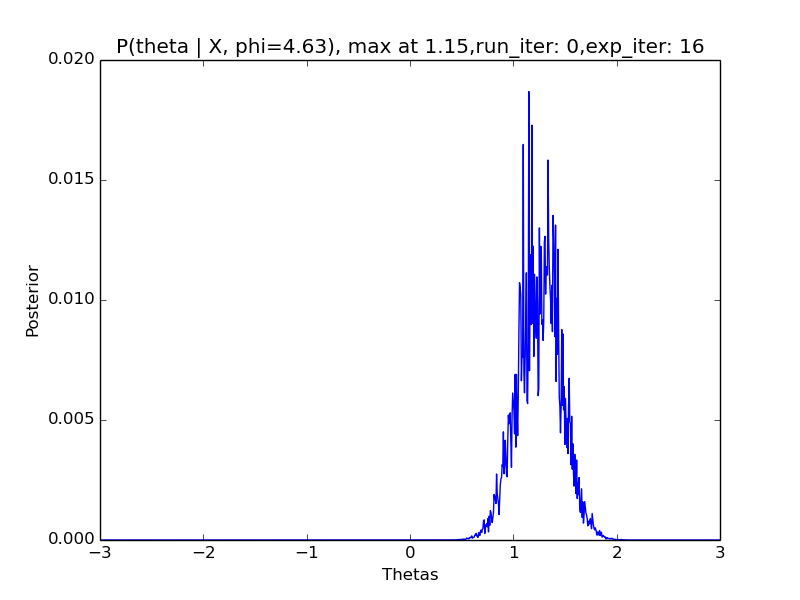 P(theta | X, phi=4.63), max at 1.15,run_iter: 0,exp_iter: 16
0.020
0.015
0.010
0.005
0.000
Posterior
−3 −2 −1 0 1 2 3
Thetas